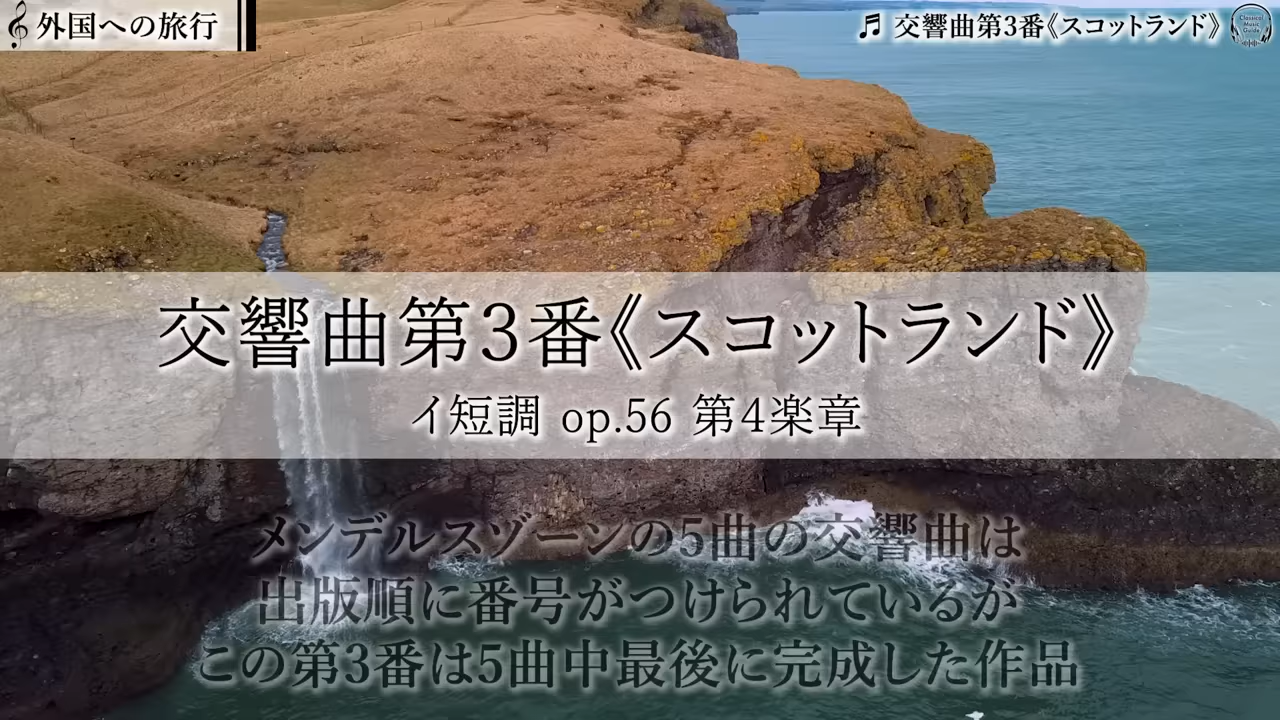 外国への旅行
♬ 交響曲第3番《スコットランド》
Classical
Music
Guide
交響曲第3番《スコットランド》
イ短調 op.56 第4楽章
メンデルスゾーンの5曲の交響曲は
出版順に番号がつけられているが
この第3番は5曲中最後に完成した作品